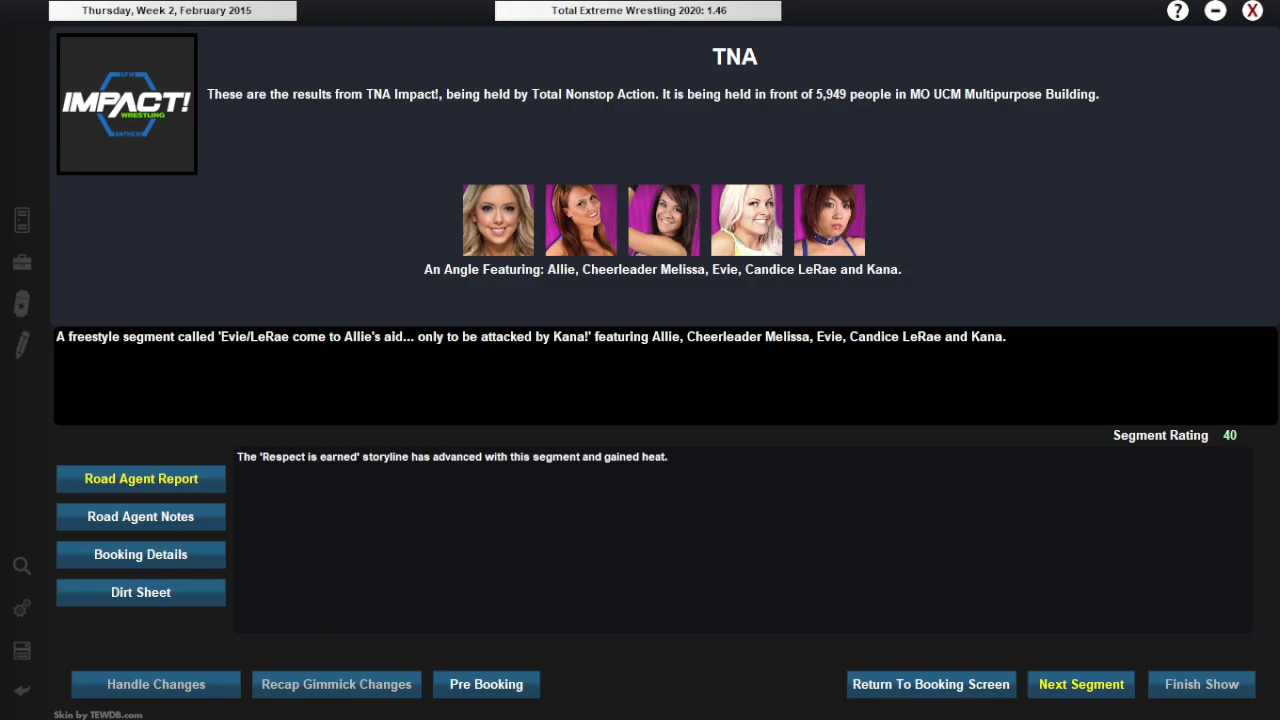 Thursday, Week 2, February 2015
Total Extreme Wrestling 2020: 1.46
?
X
TNA
GFW
IMPACT!
WRESTLING
ANTHEM
These are the results from TNA Impact!, being held by Total Nonstop Action. It is being held in front of 5,949 people in MO UCM Multipurpose Building.
An Angle Featuring: Allie, Cheerleader Melissa, Evie, Candice LeRae and Kana.
A freestyle segment called 'Evie/LeRae come to Allie's aid... only to be attacked by Kana!' featuring Allie, Cheerleader Melissa, Evie, Candice LeRae and Kana.
Segment Rating 40
The 'Respect is earned' storyline has advanced with this segment and gained heat.
Road Agent Report
Road Agent Notes
Booking Details
Dirt Sheet
Handle Changes
Recap Gimmick Changes
Pre Booking
Return To Booking Screen
Next Segment
Finish Show
Skin by TEWDB.com